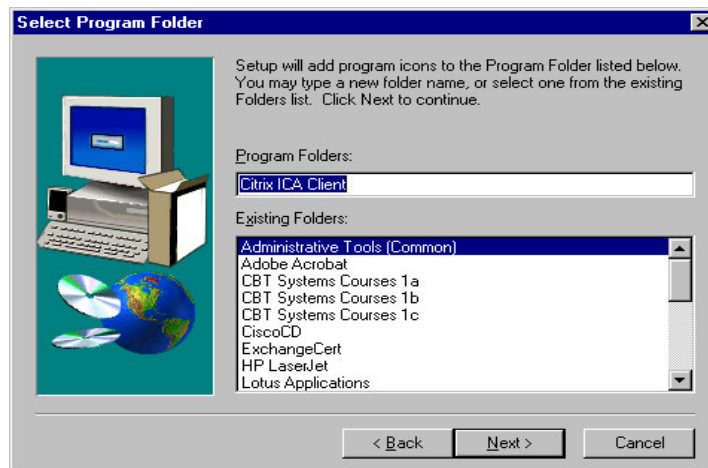 Select Program Folder
Setup will add program icons to the Program Folder listed below.
You may type a new folder name, or select one from the existing
Folders list. Click Next to continue.
Program Folders:
Citrix ICA Client
Existing Folders:
Administrative Tools (Common)
Adobe Acrobat
CBT Systems Courses 1a
CBT Systems Courses 1b
CBT Systems Courses 1c
CiscoCD
ExchangeCert
HP LaserJet
Lotus Applications
< Back
Next >
Cancel